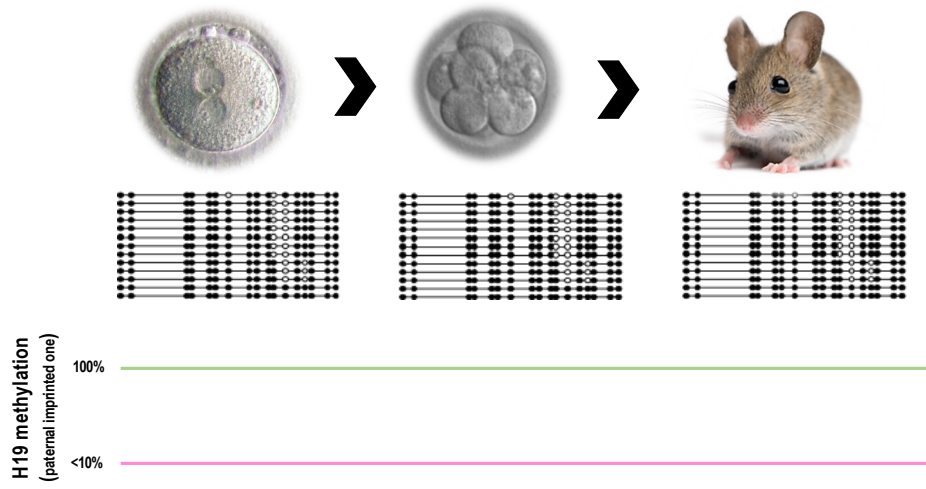 H19 methylation
(paternal imprinted one)
100%
<10%